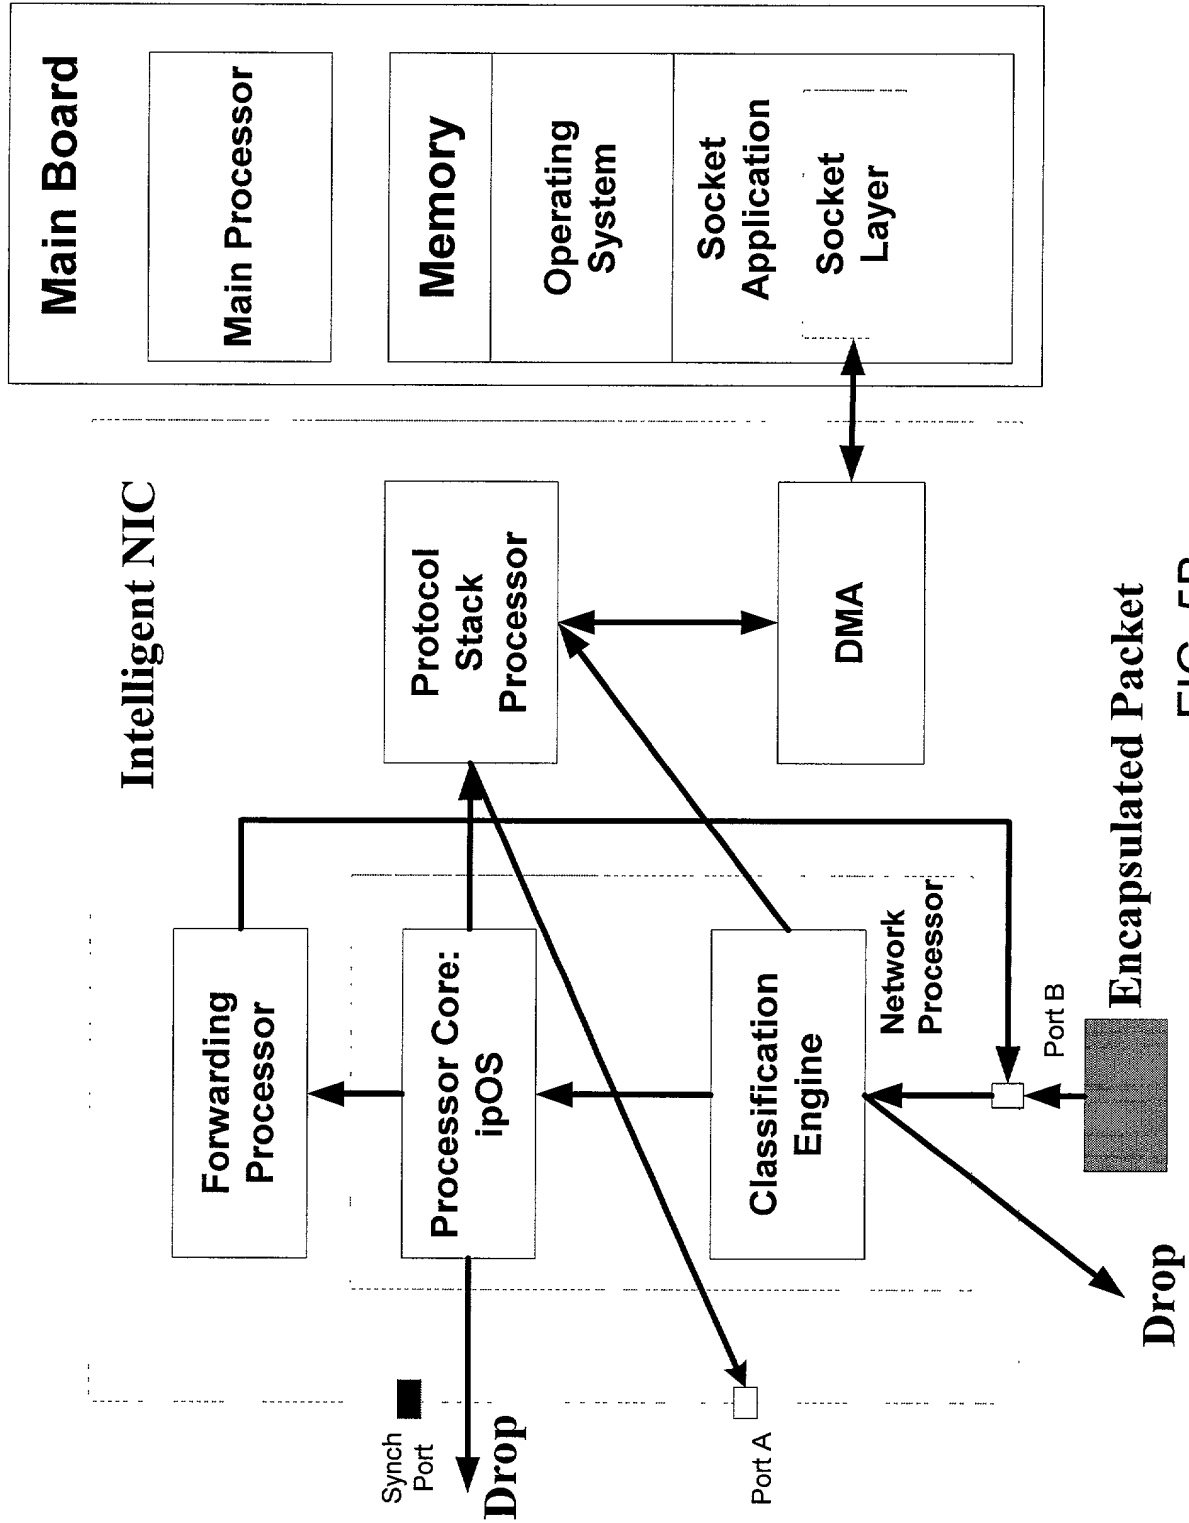 Main Board
Main Processor
Memory
Operating
System
Socket
Application
Socket
Layer
Intelligent NIC
Protocol
Stack
Processor
DMA
Forwarding
Processor
Processor Core:
ipOS
Classification
Engine
Network
Processor
Port B
Encapsulated Packet
Synch
Port
Drop
Port A
Drop